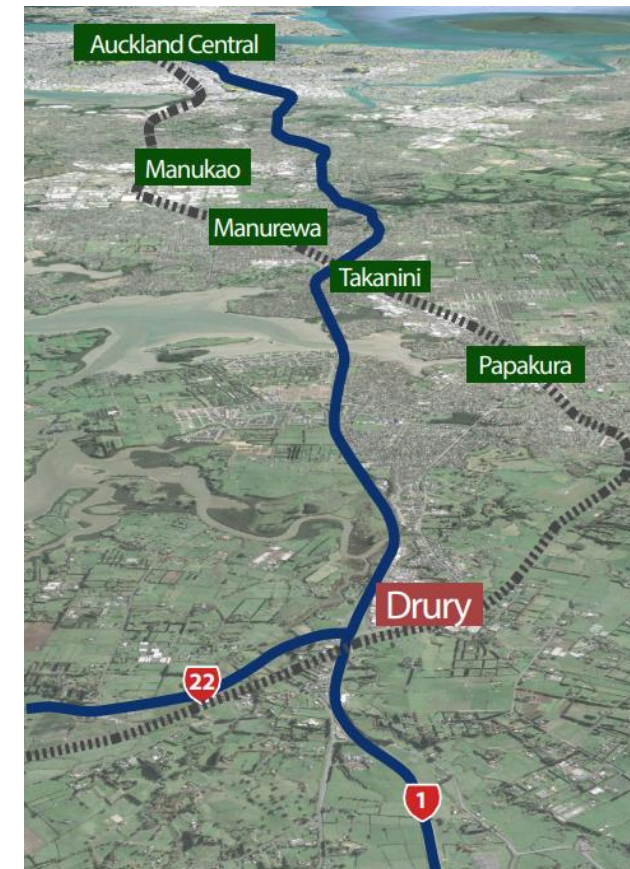 Auckland Central
Manukao
Manurewa
Takanini
Papakura
Drury
22
1